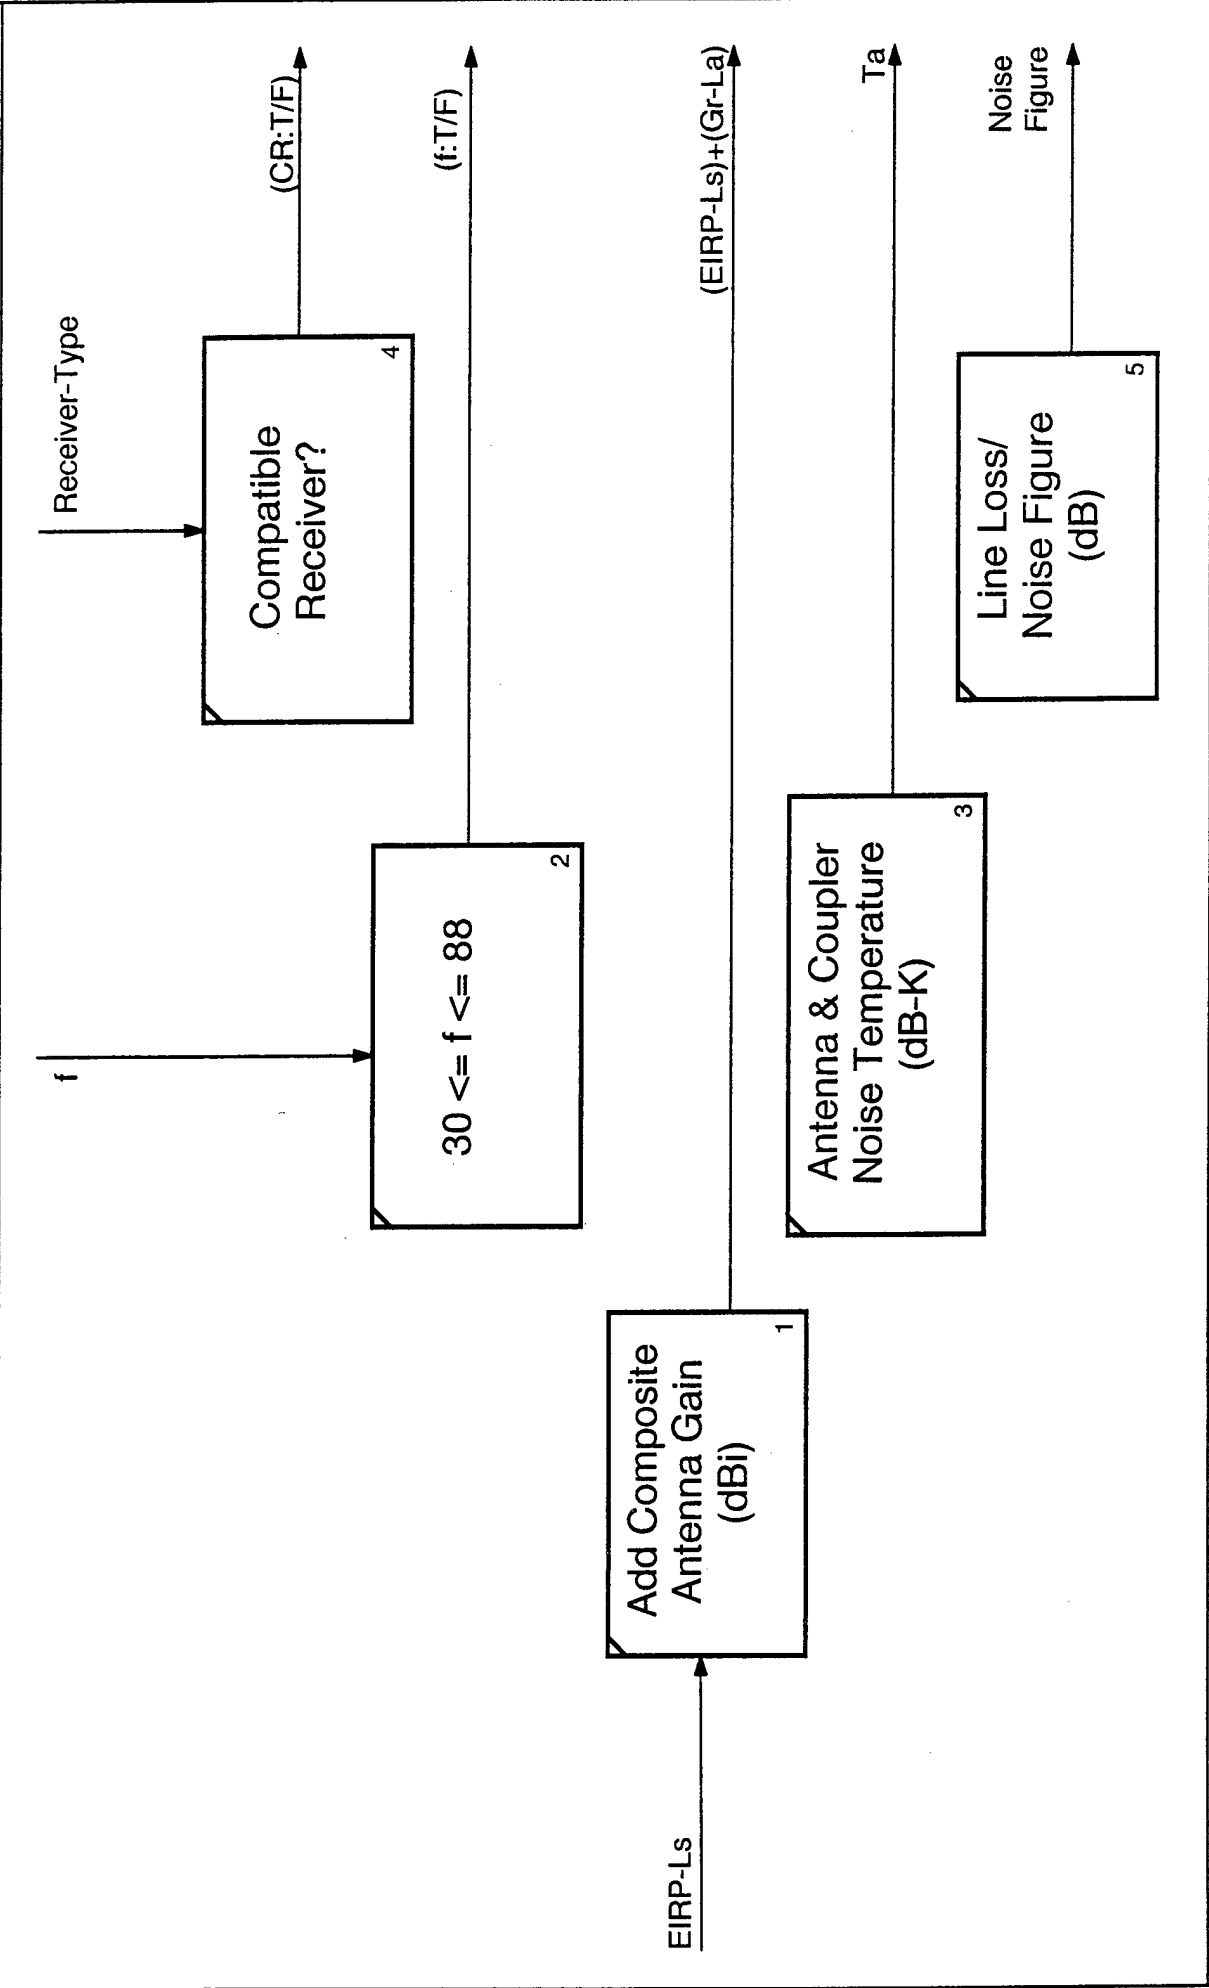 Receiver-Type
f
Compatible
Receiver?
4
(CR:T/F)
30 <= f <= 88
2
(f:T/F)
EIRP-Ls
Add Composite
Antenna Gain
(dBi)
1
(EIRP-Ls)+(Gr-La)
Antenna & Coupler
Noise Temperature
(dB-K)
3
Ta
Line Loss/
Noise Figure
(dB)
5
Noise
Figure